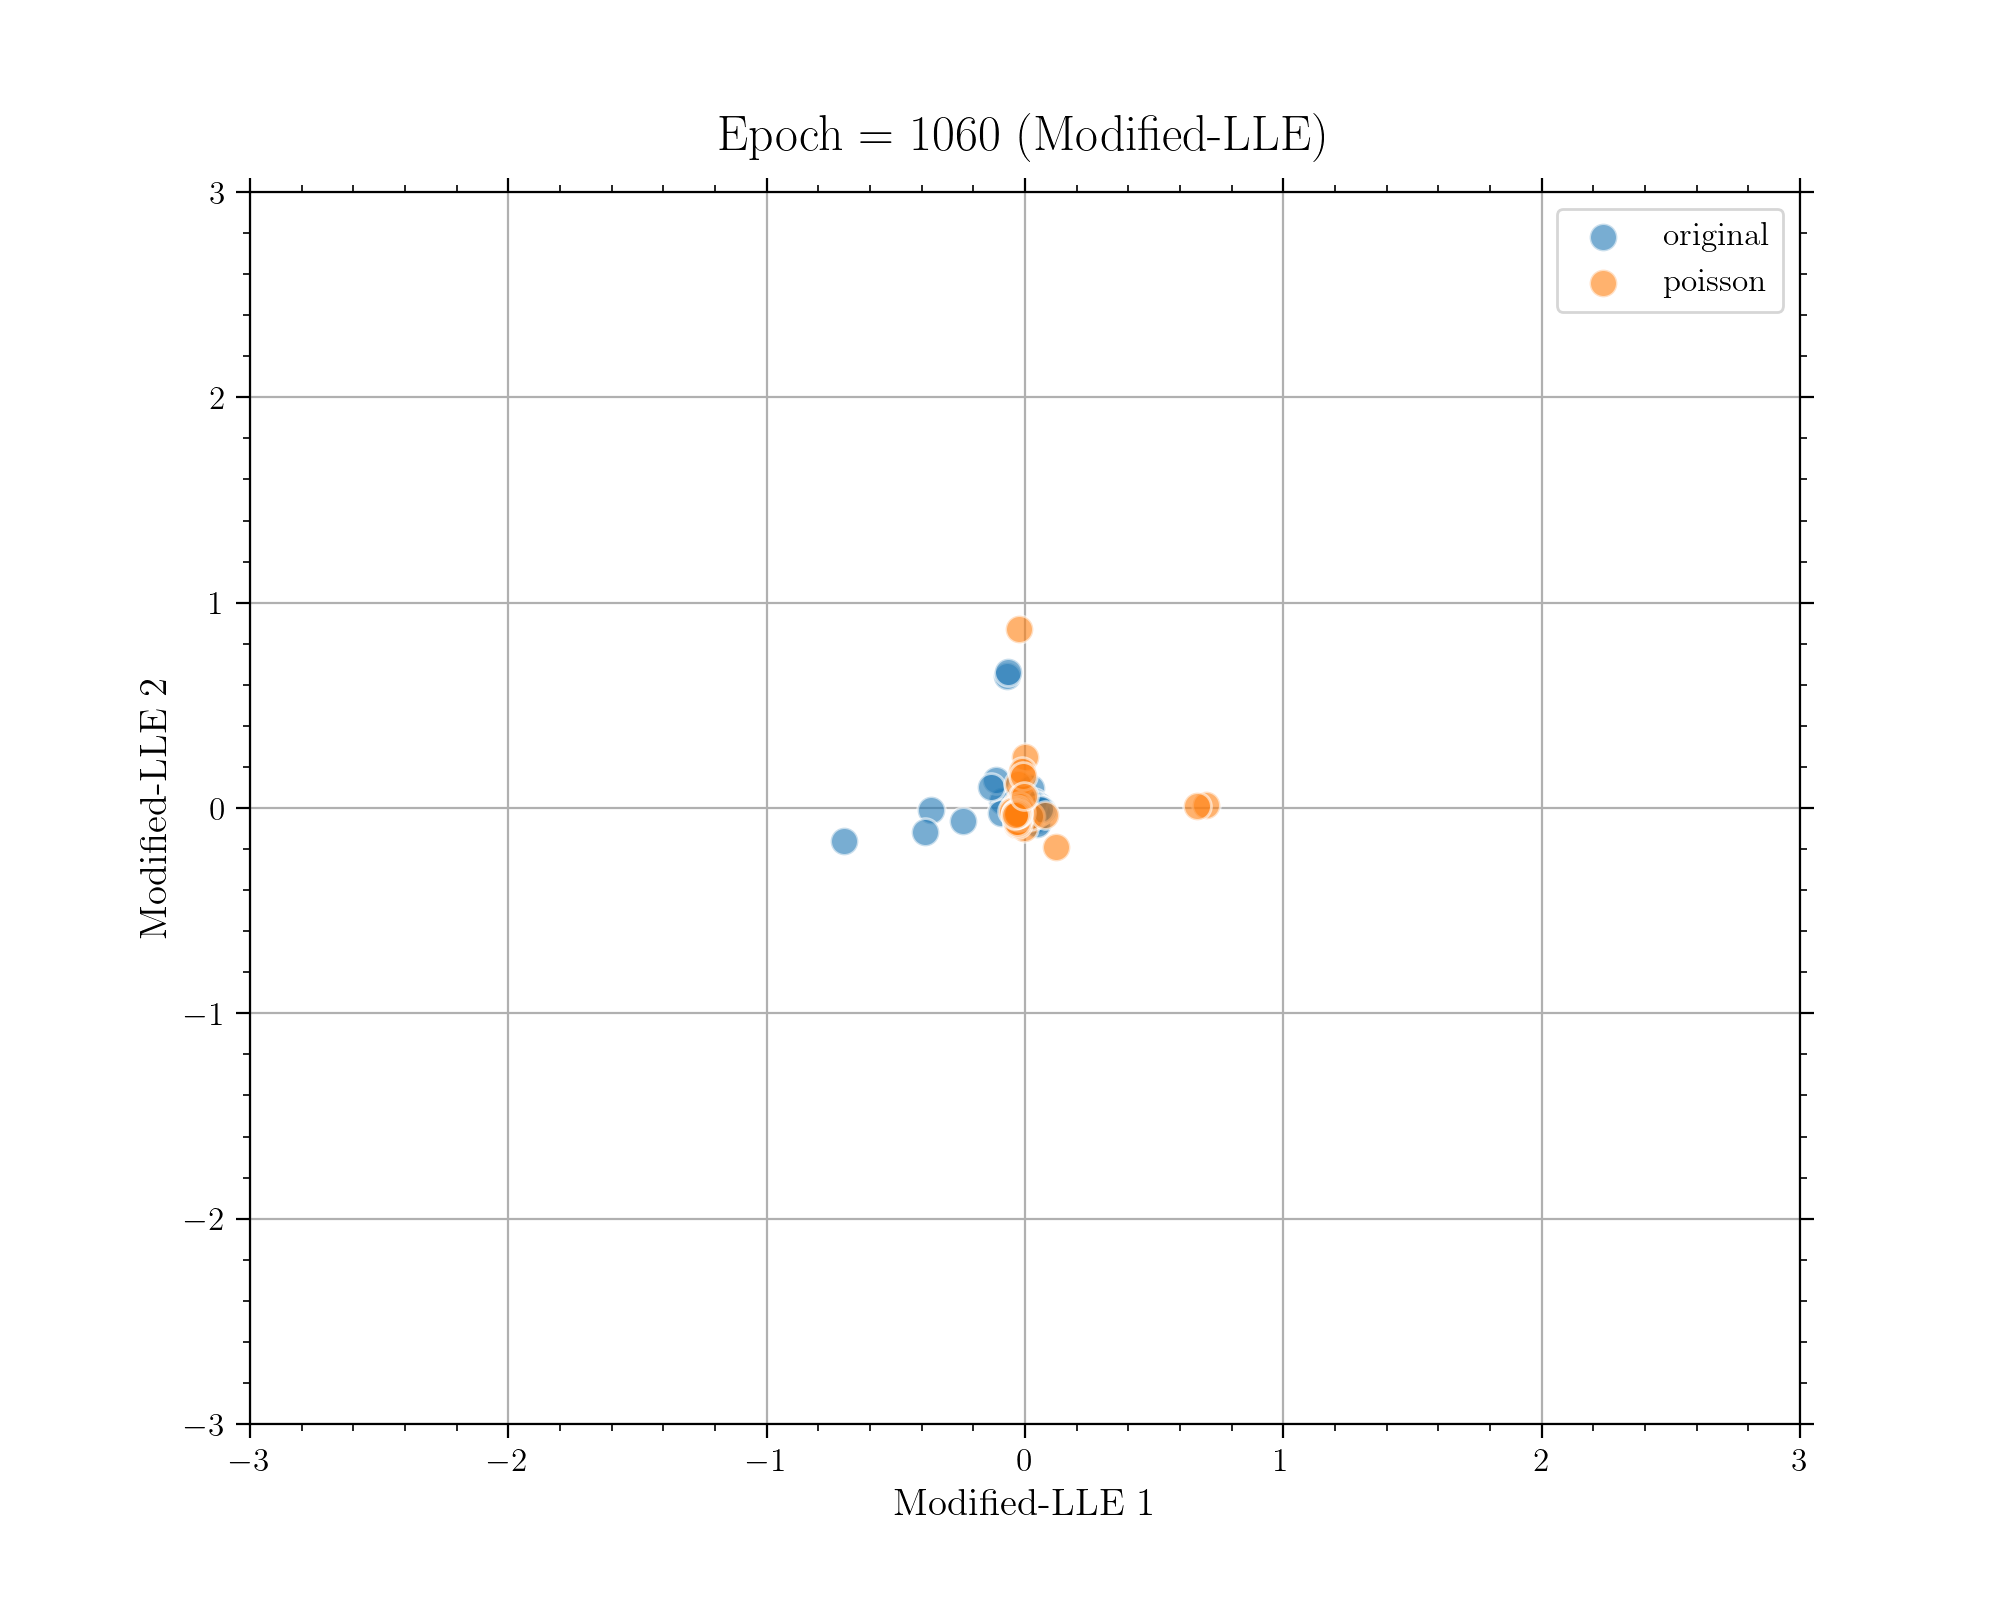 Epoch = 1060 (Modified-LLE)
original
poisson
3
2
1
0
−1
−2
−3
Modified-LLE 2
−3
−2
−1
0
1
2
3
Modified-LLE 1